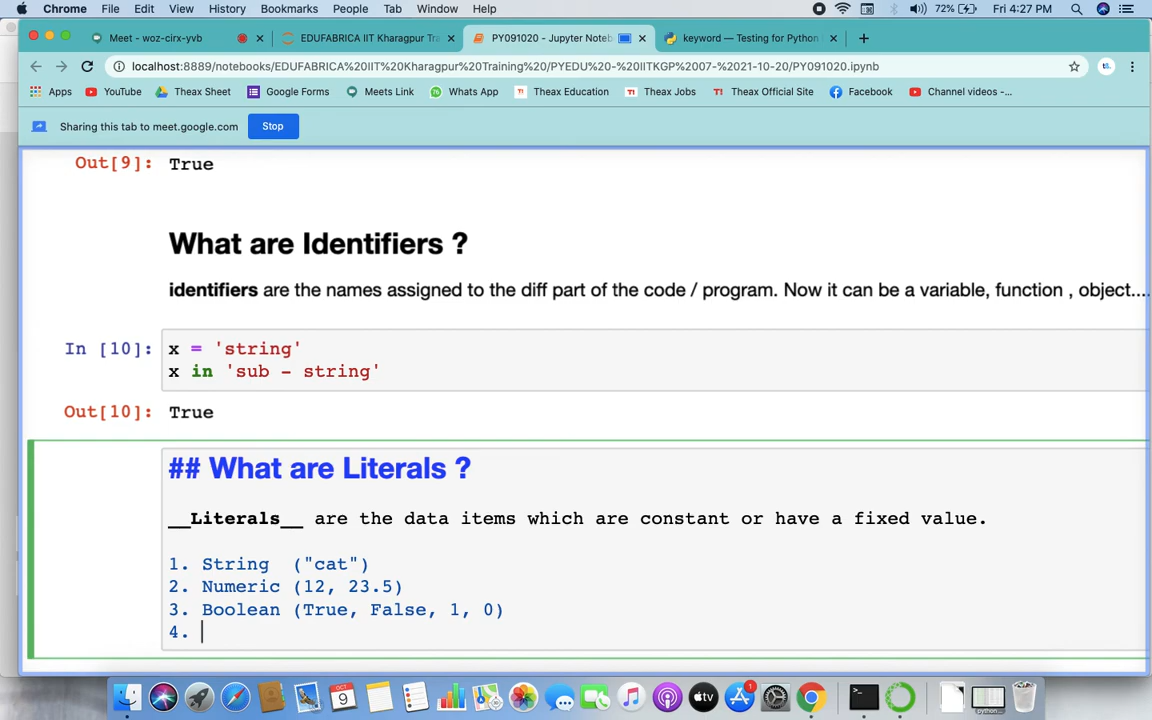 Chrome File Edit View History Bookmarks People Tab Window Help 72% Fri 4:27 PM
Meet - woz-cirx-yvb EDUFABRICA IIT Kharagpur Tra PY091020 - Jupyter Noteb keyword — Testing for Python
localhost:8889/notebooks/EDUFABRICA%20IIT%20Kharagpur%20Training%20/PYEDU%20-%20IITKGP%2007-%2021-10-20/PY091020.ipynb
Apps YouTube Theax Sheet Google Forms Meets Link Whats App Theax Education Theax Jobs Theax Official Site Facebook Channel videos -...
Sharing this tab to meet.google.com Stop
Out[9]: True
What are Identifiers ?
identifiers are the names assigned to the diff part of the code / program. Now it can be a variable, function , object....
In [10]: x = 'string'
x in 'sub - string'
Out[10]: True
## What are Literals ?
__Literals__ are the data items which are constant or have a fixed value.
1. String ("cat")
2. Numeric (12, 23.5)
3. Boolean (True, False, 1, 0)
4.